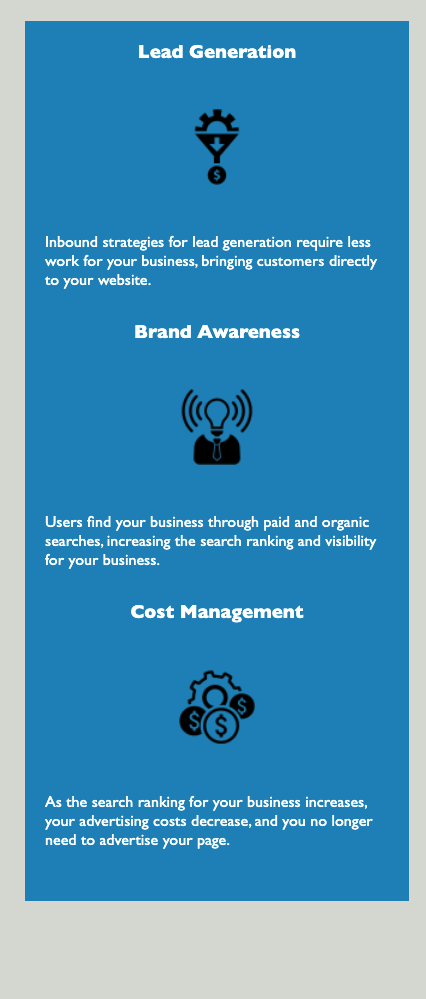 Lead Generation
$
Inbound strategies for lead generation require less
work for your business, bringing customers directly
to your website.
Brand Awareness
Users find your business through paid and organic
searches, increasing the search ranking and visibility
for your business.
Cost Management
$ $ $
As the search ranking for your business increases,
your advertising costs decrease, and you no longer
need to advertise your page.